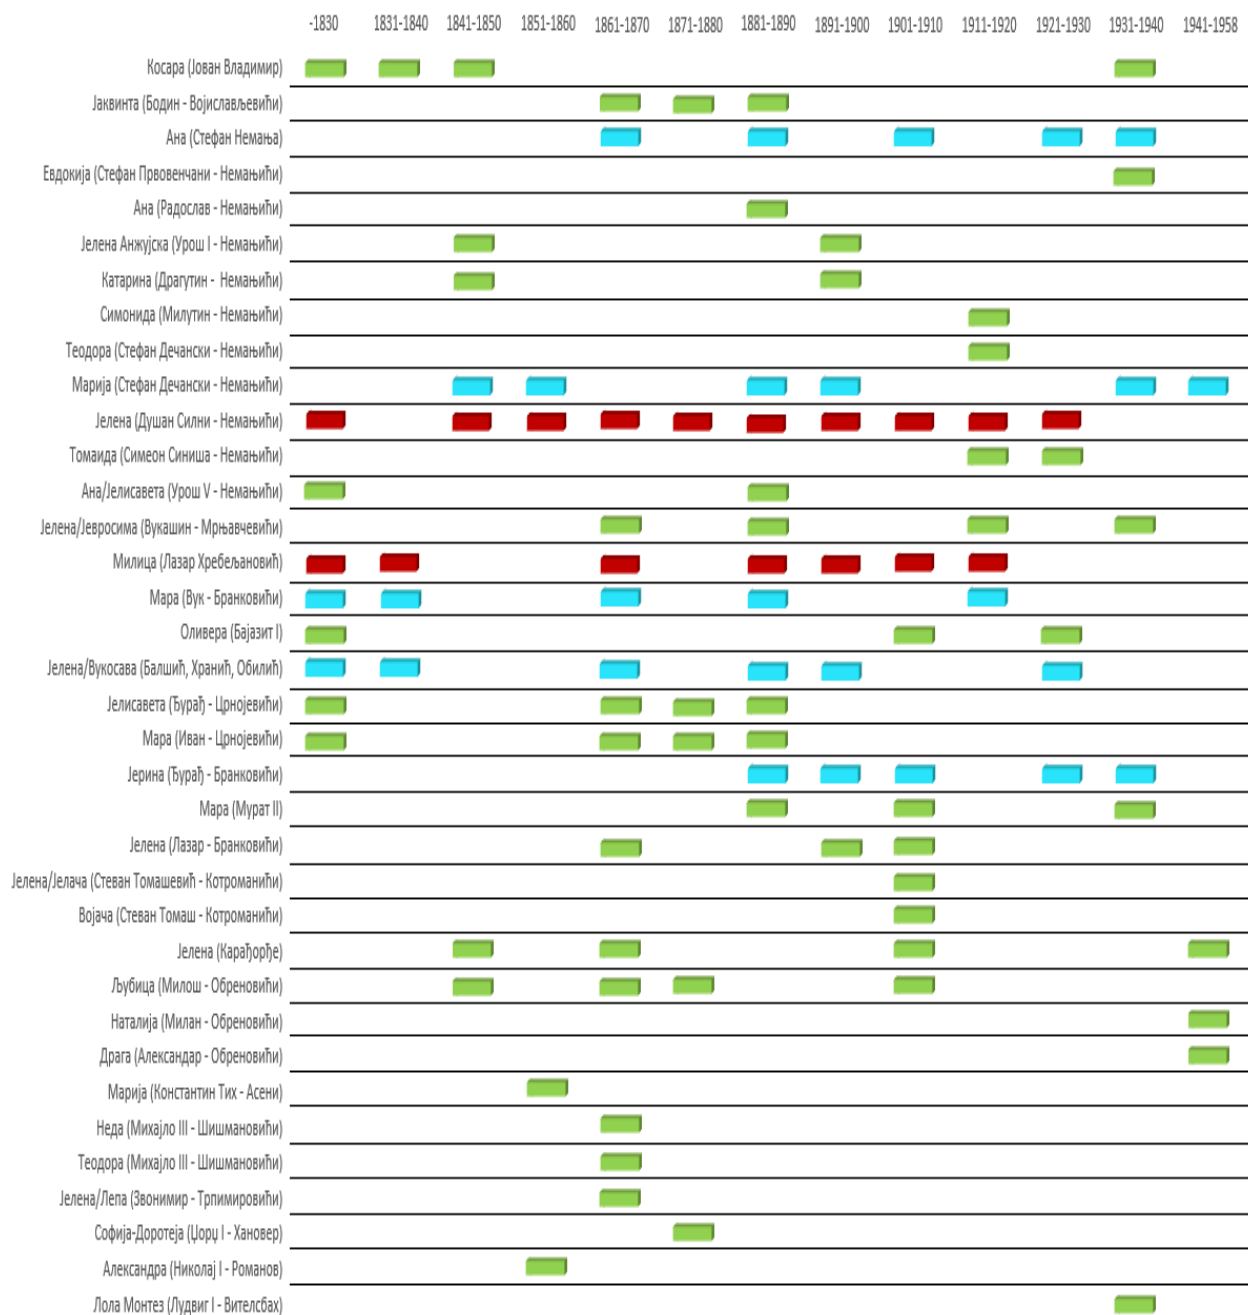 -1830 1831-1840 1841-1850 1851-1860 1861-1870 1871-1880 1881-1890 1891-1900 1901-1910 1911-1920 1921-1930 1931-1940 1941-1958
Косара (Јован Владимир)
Јаквинта (Бодин - Војислављевићи)
Ана (Стефан Немања)
Евдокија (Стефан Првовенчани - Немањићи)
Ана (Радослав - Немањићи)
Јелена Анжујска (Урош I - Немањићи)
Катарина (Драгутин - Немањићи)
Симонида (Милутин - Немањићи)
Теодора (Стефан Дечански - Немањићи)
Марија (Стефан Дечански - Немањићи)
Јелена (Душан Силни - Немањићи)
Томаида (Симеон Синиша - Немањићи)
Ана/Јелисавета (Урош V - Немањићи)
Јелена/Јевросима (Вукашин - Мрњавчевићи)
Милица (Лазар Хребељановић)
Мара (Вук - Бранковићи)
Оливера (Бајазит I)
Јелена/Вукосава (Балшић, Хранић, Обилић)
Јелисавета (Ђурађ - Црнојевићи)
Мара (Иван - Црнојевићи)
Јерина (Ђурађ - Бранковићи)
Мара (Мурат II)
Јелена (Лазар - Бранковићи)
Јелена/Јелача (Стеван Томашевић - Котроманићи)
Војача (Стеван Томаш - Котроманићи)
Јелена (Карађорђе)
Љубица (Милош - Обреновићи)
Наталија (Милан - Обреновићи)
Драга (Александар - Обреновићи)
Марија (Константин Тих - Асени)
Неда (Михајло III - Шишмановићи)
Теодора (Михајло III - Шишмановићи)
Јелена/Лепа (Звонимир - Трпимировићи)
Софија-Доротеја (Џорџ I - Хановер)
Александра (Николај I - Романов)
Лола Монтез (Лудвиг I - Вителсбах)